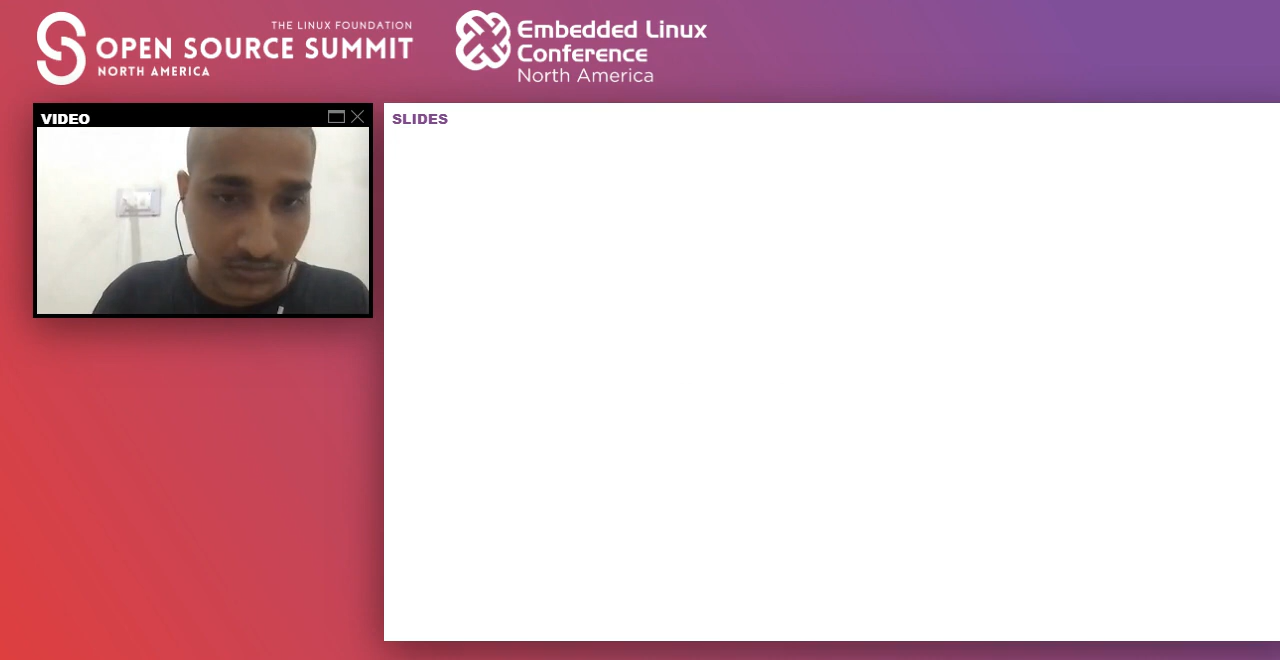 THE LINUX FOUNDATION
OPEN SOURCE SUMMIT
NORTH AMERICA
Embedded Linux
Conference
North America
VIDEO
SLIDES